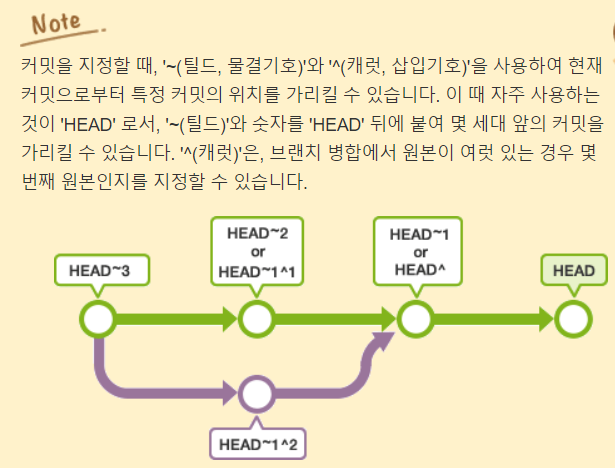 Note
커밋을 지정할 때, '~(틸드, 물결기호)'와 '^(캐럿, 삽입기호)'을 사용하여 현재
커밋으로부터 특정 커밋의 위치를 가리킬 수 있습니다. 이 때 자주 사용하는
것이 'HEAD' 로서, '~(틸드)'와 숫자를 'HEAD' 뒤에 붙여 몇 세대 앞의 커밋을
가리킬 수 있습니다. '^(캐럿)'은, 브랜치 병합에서 원본이 여럿 있는 경우 몇
번째 원본인지를 지정할 수 있습니다.
HEAD~3
HEAD~2
or
HEAD~1^1
HEAD~1
or
HEAD^
HEAD
HEAD~1^2